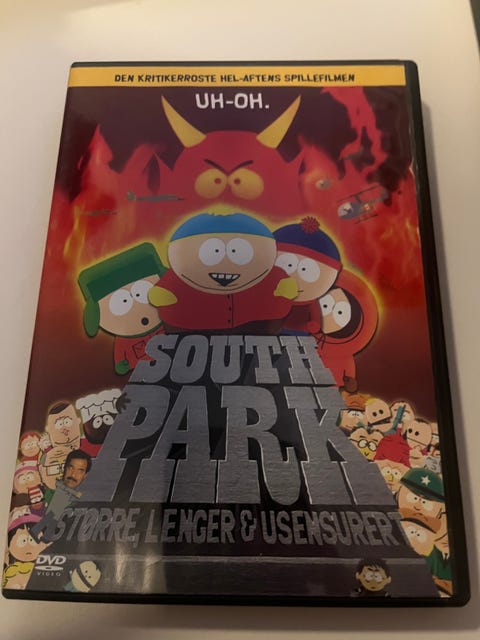 DEN KRITIKERROSTE HEL-AFTENS SPILLEFILMEN
UH-OH.
SOUTH
PARK
STØRRE, LENGER & USENSURERT
DVD
VIDEO